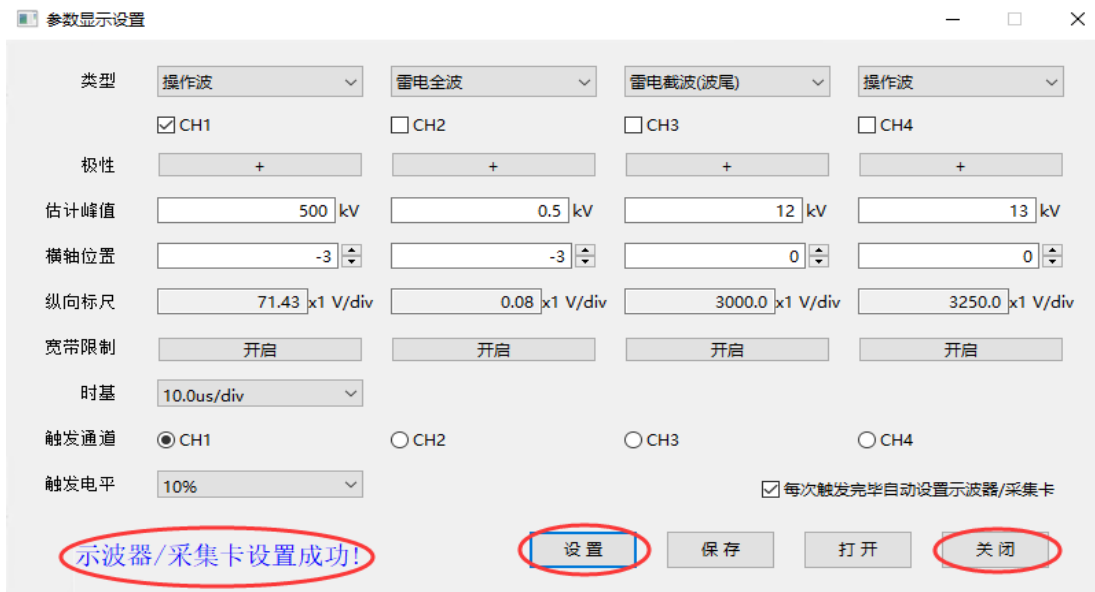 参数显示设置
类型 操作波 雷电全波 雷电截波(波尾) 操作波
CH1 CH2 CH3 CH4
极性 + + + +
估计峰值 500 kV 0.5 kV 12 kV 13 kV
横轴位置 -3 -3 0 0
纵向标尺 71.43 x1 V/div 0.08 x1 V/div 3000.0 x1 V/div 3250.0 x1 V/div
宽带限制 开启 开启 开启 开启
时基 10.0us/div
触发通道 CH1 CH2 CH3 CH4
触发电平 10%
每次触发完毕自动设置示波器/采集卡
示波器/采集卡设置成功! 设置 保存 打开 关闭